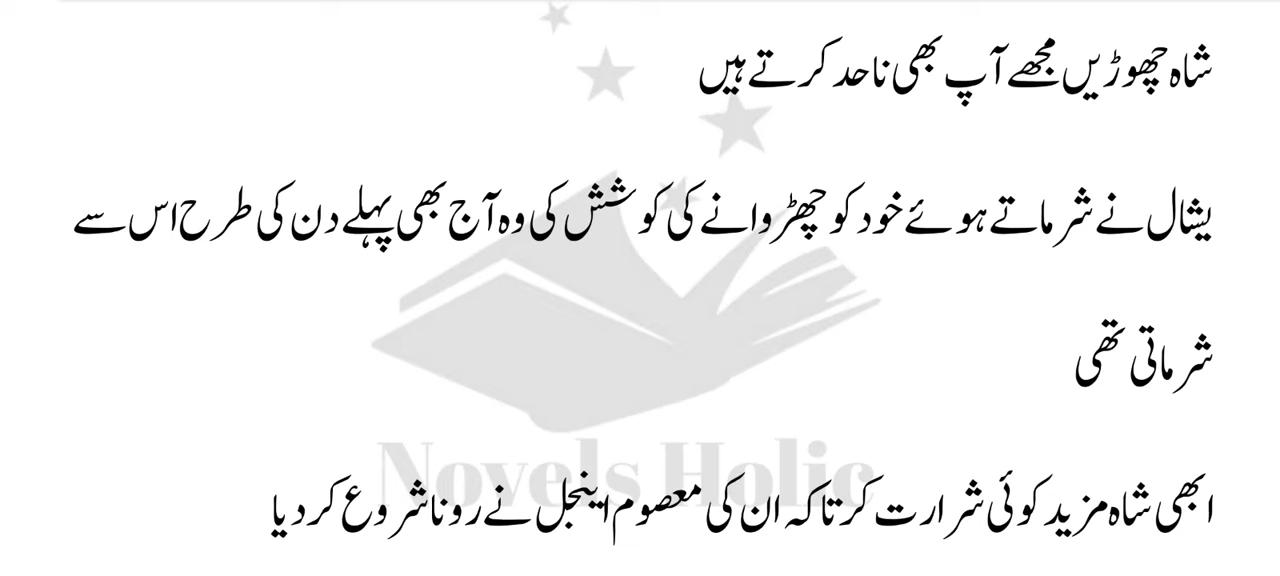 شاہ چھوڑیں مجھے آپ بھی ناحد کرتے ہیں
یشال نے شرماتے ہوئے خود کو چھڑوانے کی کوشش کی وہ آج بھی پہلے دن کی طرح اس سے
شرماتی تھی
Novels Holic
ابھی شاہ مزید کوئی شرارت کرتا کہ ان کی معصوم اینجل نے رونا شروع کر دیا